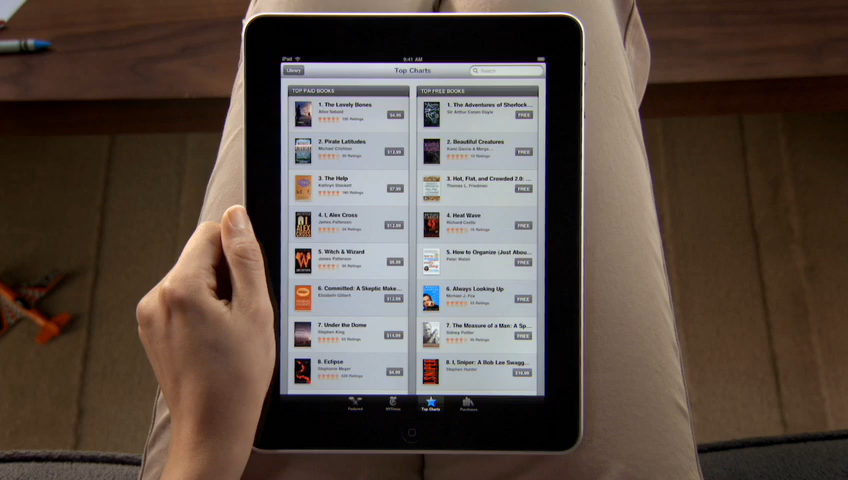 iPad
9:41 AM
Library
Top Charts
Search
TOP PAID BOOKS
1. The Lovely Bones
Alice Sebold
$4.99
2. Pirate Latitudes
Michael Crichton
$12.99
3. The Help
Kathryn Stockett
$7.99
4. I, Alex Cross
James Patterson
$12.99
5. Witch & Wizard
James Patterson
$9.99
6. Committed: A Skeptic Make...
Elizabeth Gilbert
$12.99
7. Under the Dome
Stephen King
$14.99
8. Eclipse
Stephenie Meyer
$4.99
TOP FREE BOOKS
1. The Adventures of Sherlock...
Sir Arthur Conan Doyle
FREE
2. Beautiful Creatures
FREE
3. Hot, Flat, and Crowded 2.0: ...
Thomas L. Friedman
FREE
4. Heat Wave
Richard Castle
FREE
5. How to Organize (Just Abou...
Peter Walsh
FREE
6. Always Looking Up
Michael J. Fox
FREE
7. The Measure of a Man: A Sp...
Sidney Poitier
FREE
8. I, Sniper: A Bob Lee Swagg...
Stephen Hunter
Featured
NYTimes
Top Charts
Purchases